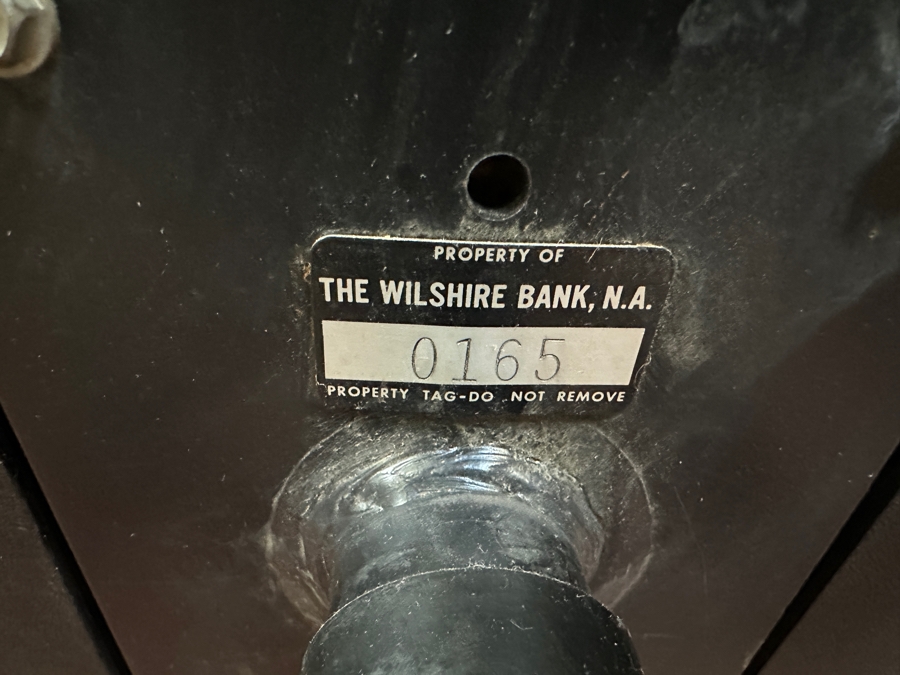 PROPERTY OF
THE WILSHIRE BANK, N.A.
0165
PROPERTY TAG-DO NOT REMOVE